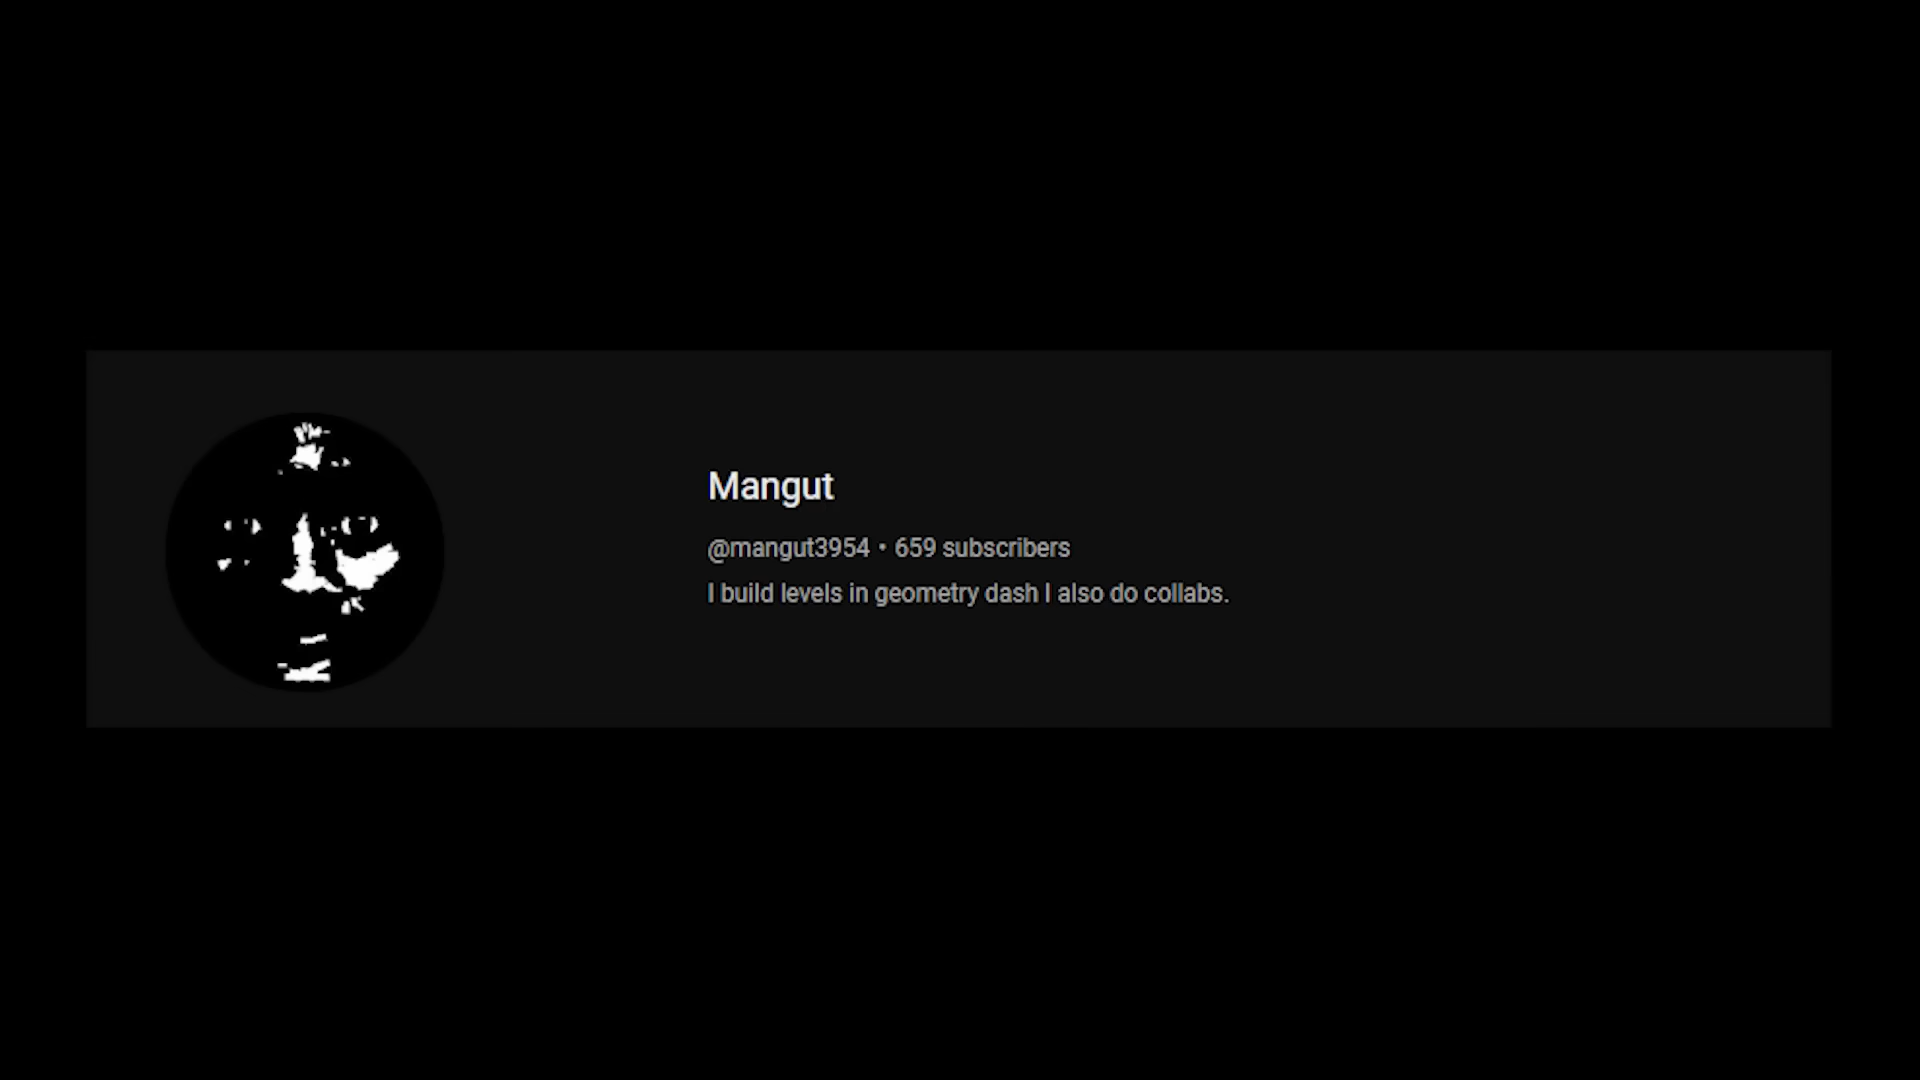 Mangut
@mangut3954 • 659 subscribers
I build levels in geometry dash I also do collabs.